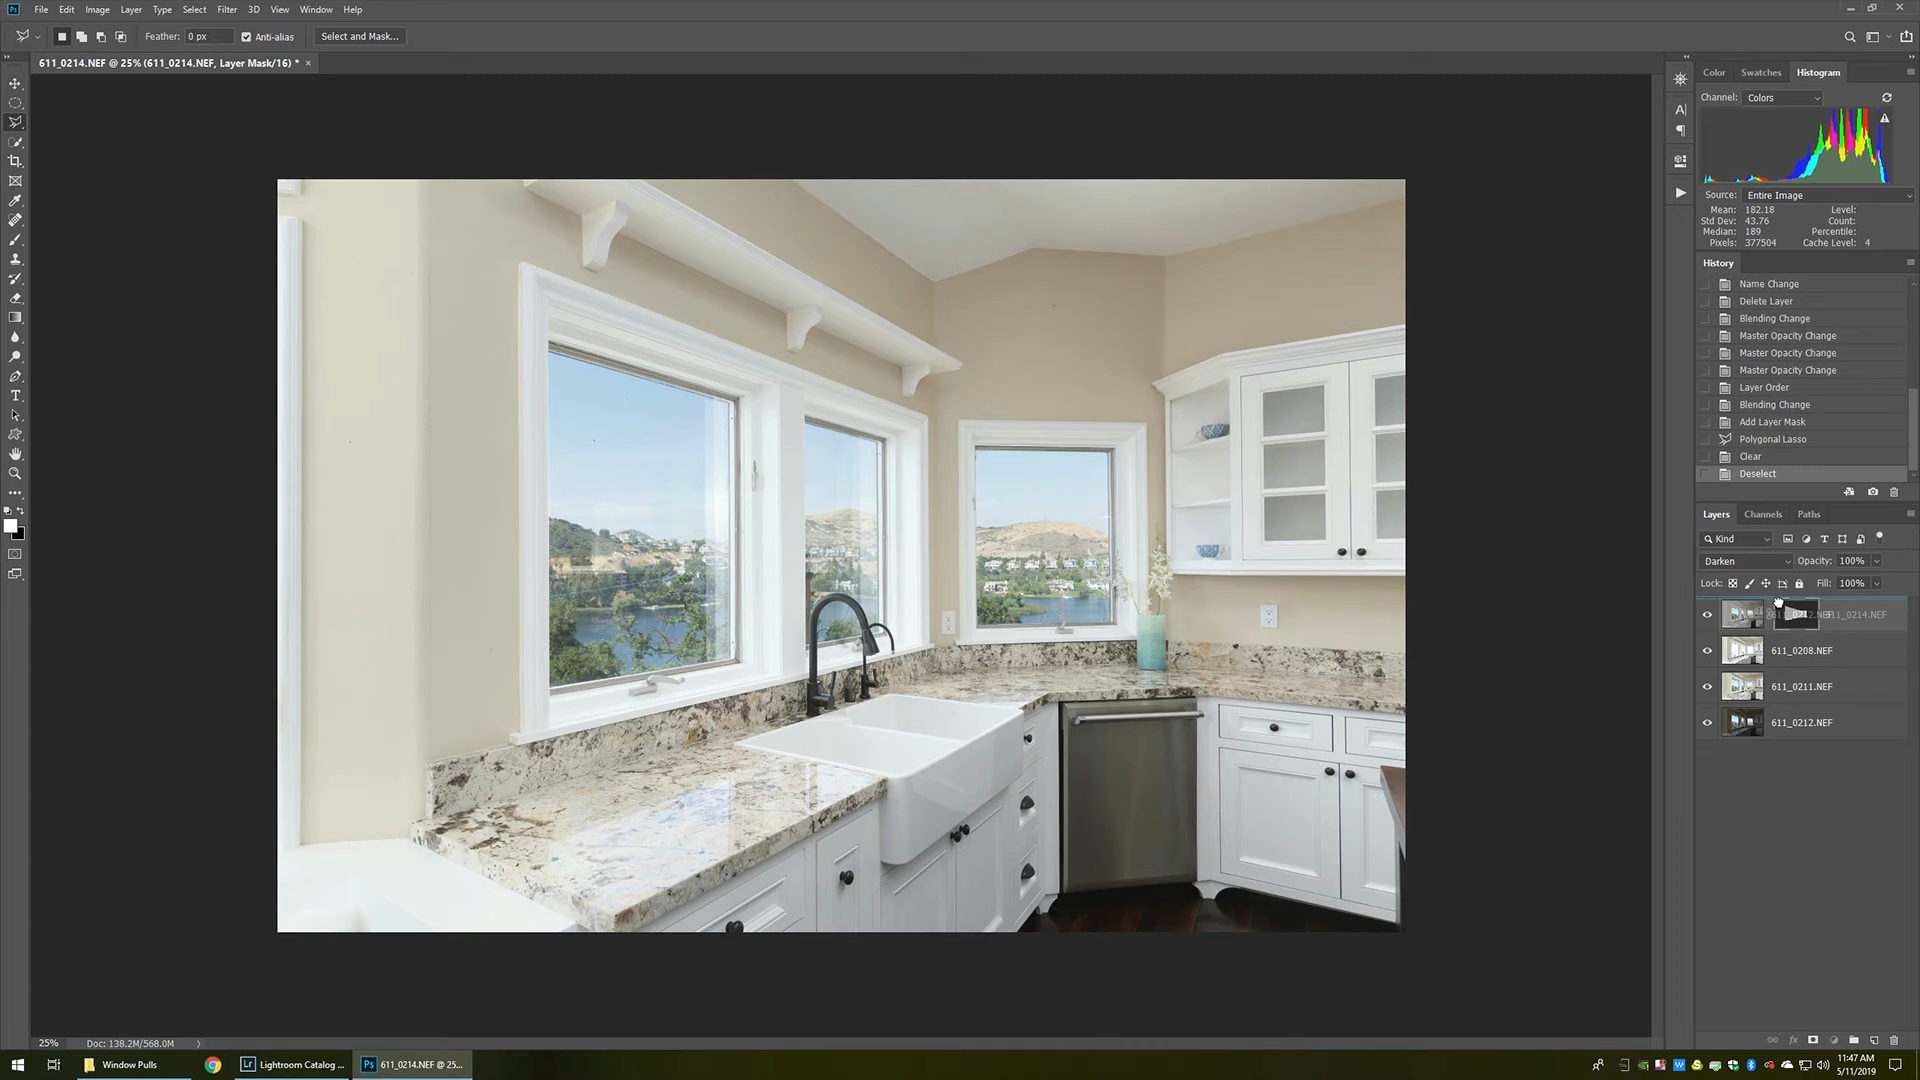 File Edit Image Layer Type Select Filter 3D View Window Help
Feather: 0 px Anti-alias Select and Mask...
611_0214.NEF @ 25% (611_0214.NEF, Layer Mask/16) * ×
Color Swatches Histogram
Channel: Colors
Source: Entire Image
Mean: 182.18 Level:
Std Dev: 43.76 Count:
Median: 189 Percentile:
Pixels: 377504 Cache Level: 4
History
Name Change
Delete Layer
Blending Change
Master Opacity Change
Master Opacity Change
Master Opacity Change
Layer Order
Blending Change
Add Layer Mask
Polygonal Lasso
Clear
Deselect
Layers Channels Paths
Kind
Darken Opacity: 100%
Lock: Fill: 100%
611_0214.NEF
611_0208.NEF
611_0211.NEF
611_0212.NEF
25% Doc: 138.2M/568.0M
Window Pulls
Lightroom Catalog ...
611_0214.NEF @ 25...
11:47 AM
5/11/2019